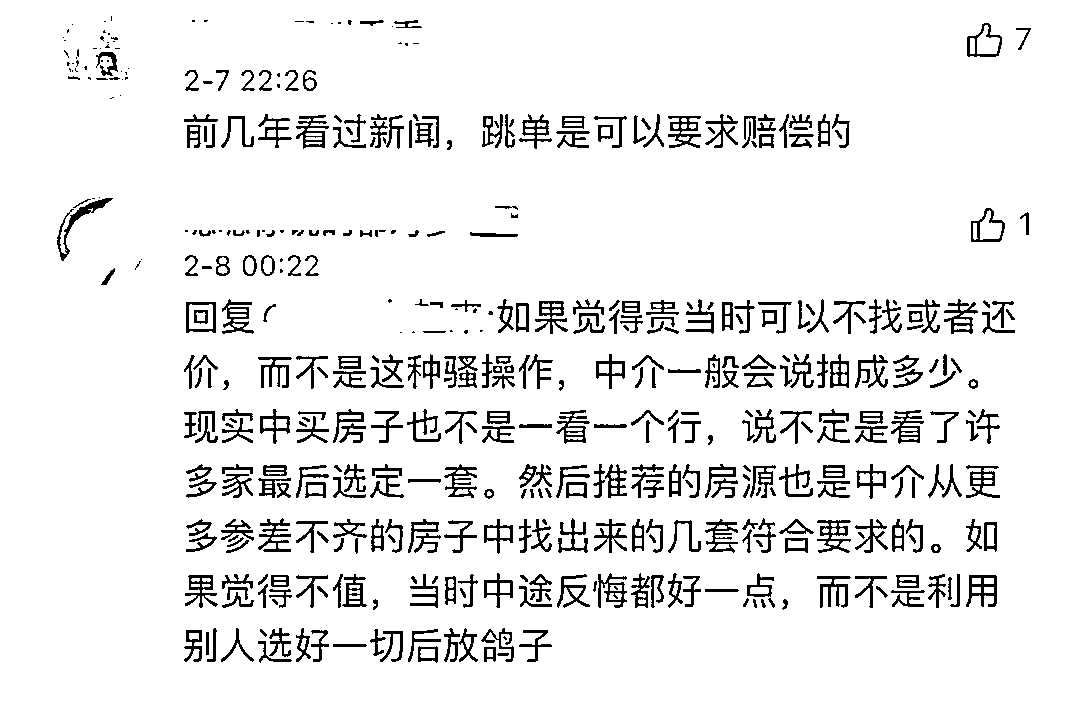 7
2-7 22:26
前几年看过新闻，跳单是可以要求赔偿的
1
2-8 00:22
回复 :如果觉得贵当时可以不找或者还
价，而不是这种骚操作，中介一般会说抽成多少。
现实中买房子也不是一看一个行，说不定是看了许
多家最后选定一套。然后推荐的房源也是中介从更
多参差不齐的房子中找出来的几套符合要求的。如
果觉得不值，当时中途反悔都好一点，而不是利用
别人选好一切后放鸽子